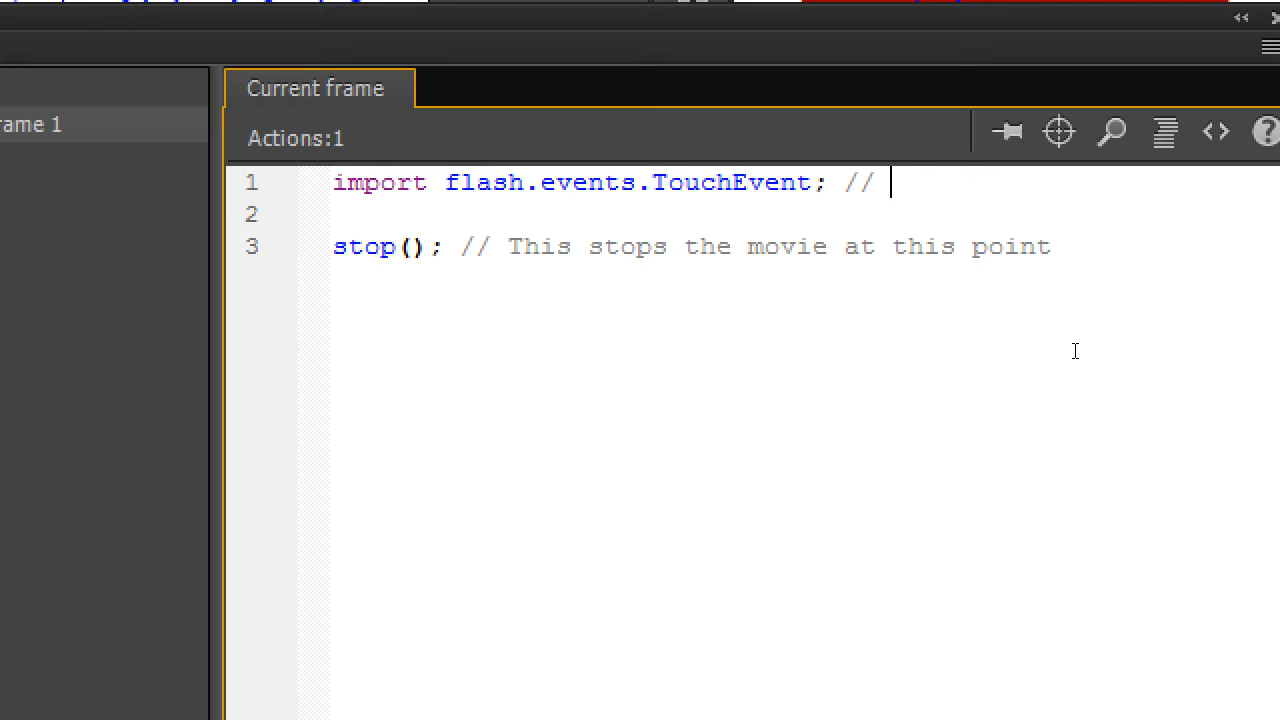 Current frame
rame 1
Actions:1
1 import flash.events.TouchEvent; //
2
3 stop(); // This stops the movie at this point